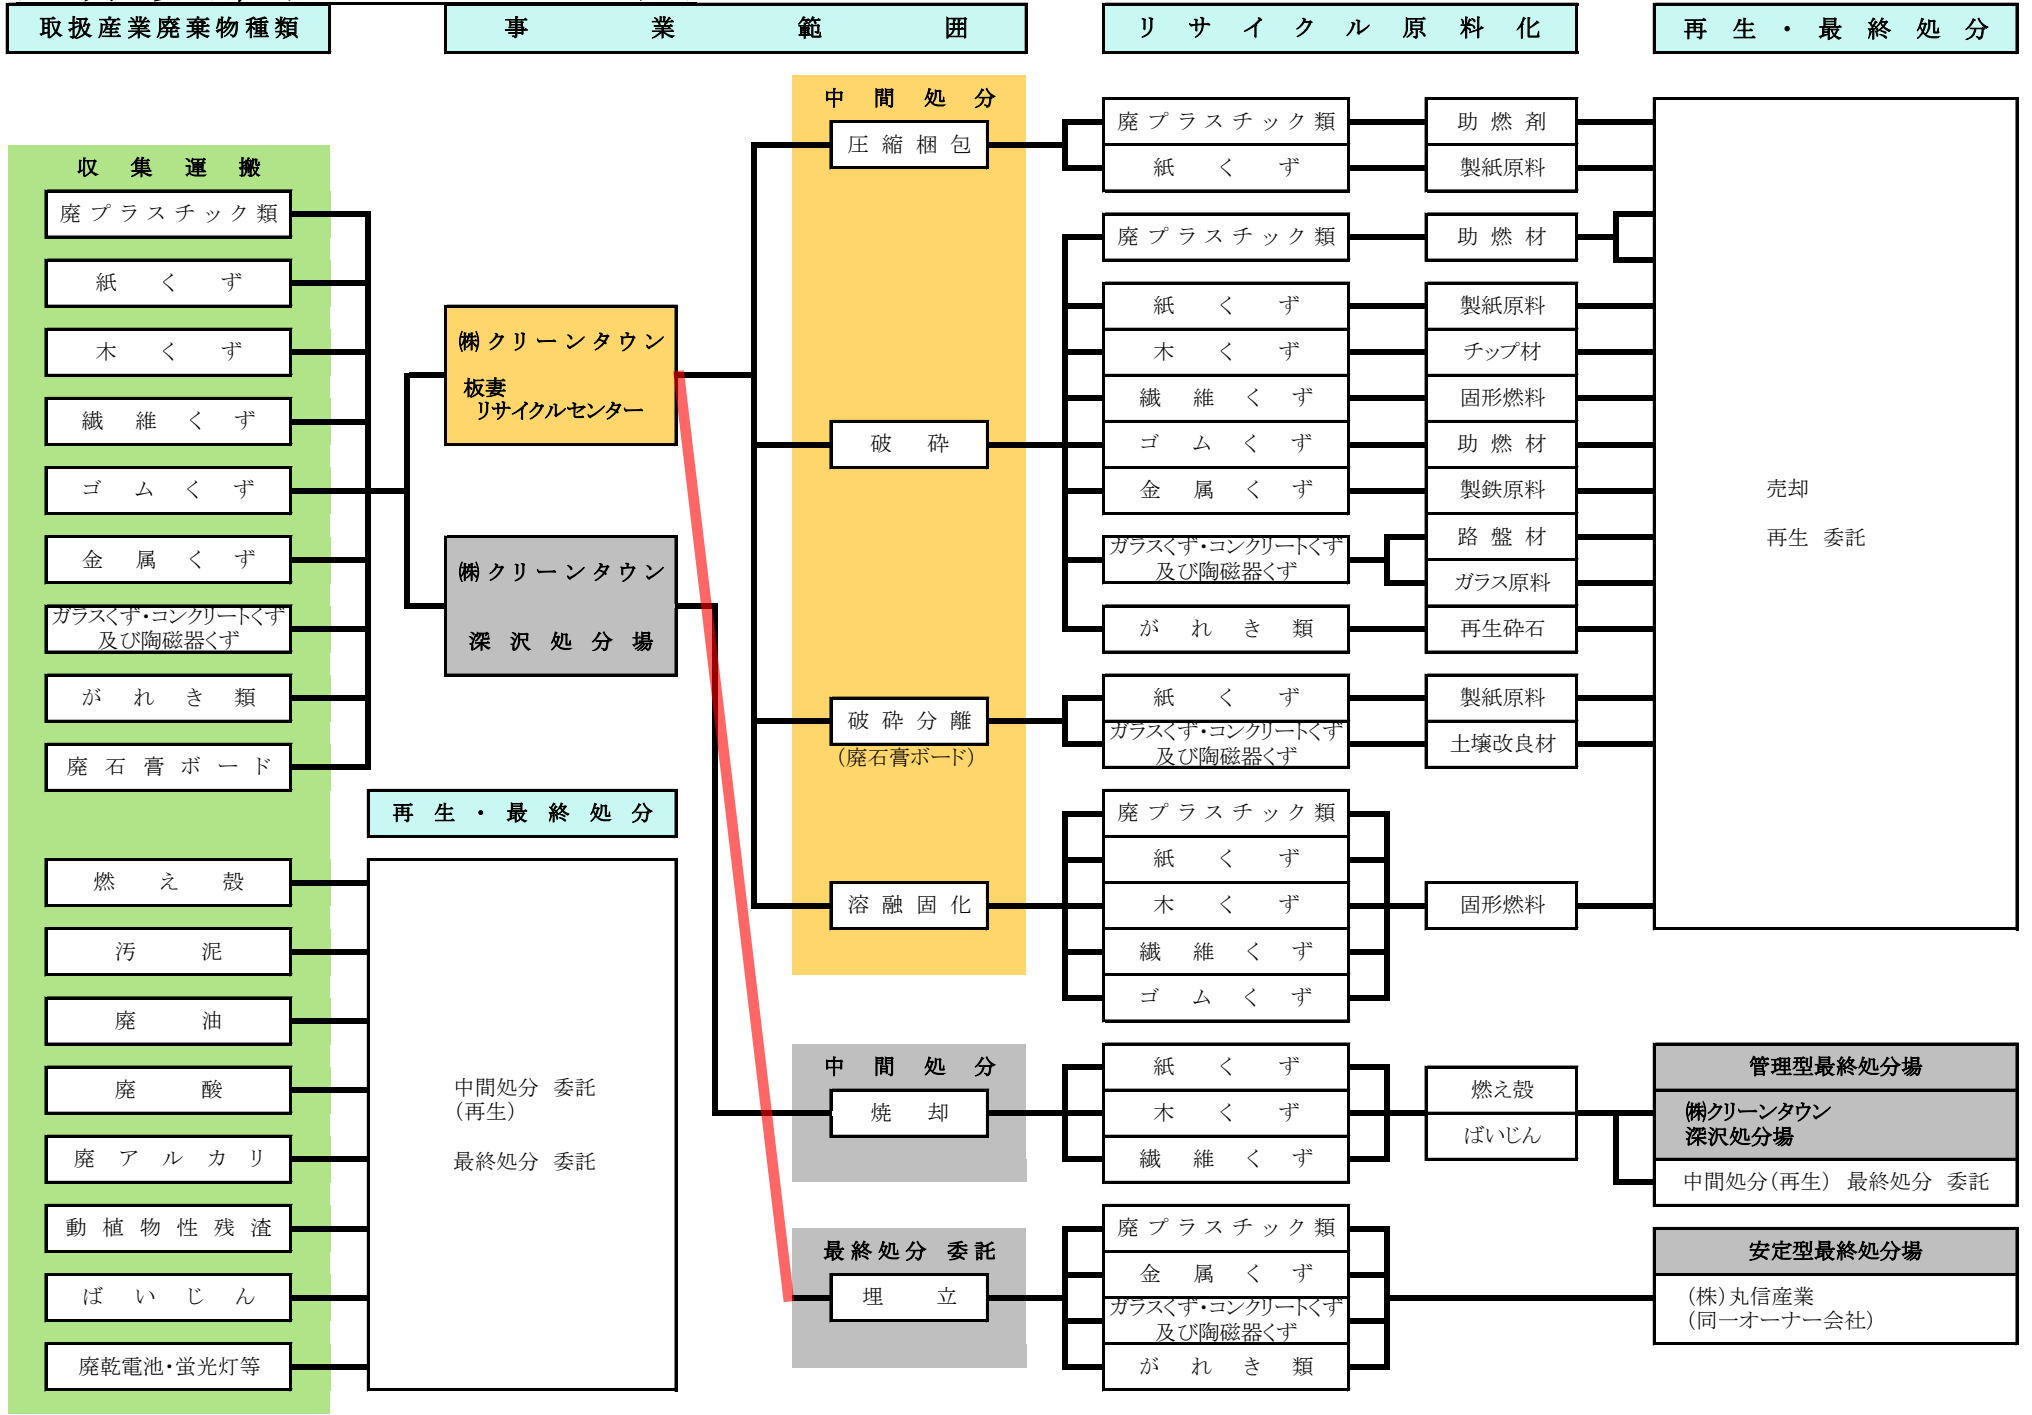 取扱産業廃棄物種類
事業範囲
リサイクル原料化
再生・最終処分
収集運搬
廃プラスチック類
紙くず
木くず
繊維くず
ゴムくず
金属くず
ガラスくず・コンクリートくず
及び陶磁器くず
がれき類
廃石膏ボード
燃え殻
汚泥
廃油
廃酸
廃アルカリ
動植物性残渣
ばいじん
廃乾電池・蛍光灯等
㈱クリーンタウン
板妻
リサイクルセンター
㈱クリーンタウン
深沢処分場
再生・最終処分
中間処分 委託
(再生)
最終処分 委託
中間処分
圧縮梱包
破砕
破砕分離
(廃石膏ボード)
溶融固化
中間処分
焼却
最終処分 委託
埋立
廃プラスチック類
助燃剤
紙くず
製紙原料
廃プラスチック類
助燃材
紙くず
製紙原料
木くず
チップ材
繊維くず
固形燃料
ゴムくず
助燃材
金属くず
製鉄原料
ガラスくず・コンクリートくず
及び陶磁器くず
路盤材
ガラス原料
がれき類
再生砕石
紙くず
製紙原料
ガラスくず・コンクリートくず
及び陶磁器くず
土壌改良材
廃プラスチック類
紙くず
木くず
繊維くず
ゴムくず
固形燃料
紙くず
木くず
繊維くず
燃え殻
ばいじん
廃プラスチック類
金属くず
ガラスくず・コンクリートくず
及び陶磁器くず
がれき類
売却
再生 委託
管理型最終処分場
㈱クリーンタウン
深沢処分場
中間処分(再生) 最終処分 委託
安定型最終処分場
(株)丸信産業
(同一オーナー会社)